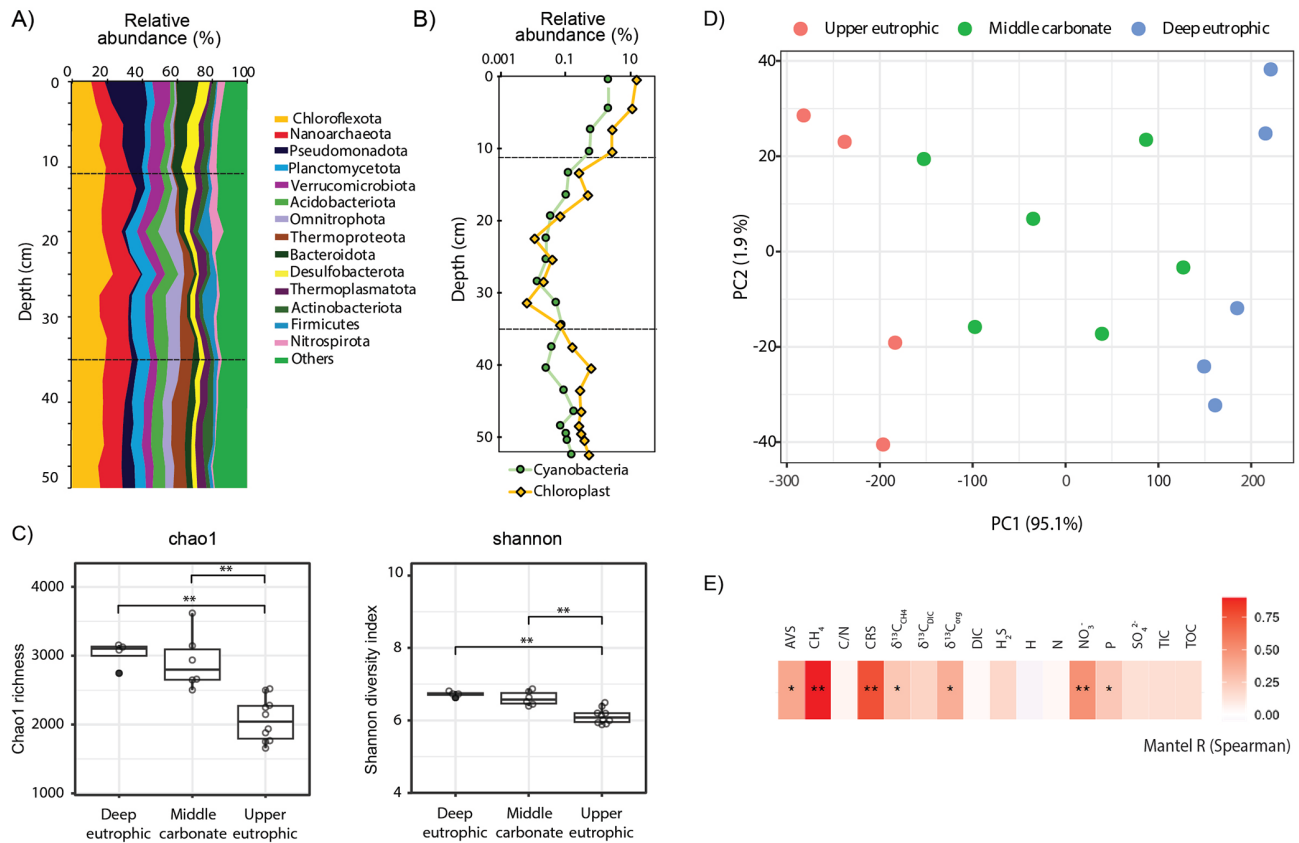 A)
Relative
abundance (%)
0 20 40 60 80 100
0
10
20
30
40
50
Depth (cm)
Chloroflexota
Nanoarchaeota
Pseudomonadota
Planctomycetota
Verrucomicrobiota
Acidobacteriota
Omnitrophota
Thermoproteota
Bacteroidota
Desulfobacterota
Thermoplasmatota
Actinobacteriota
Firmicutes
Nitrospirota
Others
B)
Relative
abundance (%)
0.001 0.1 10
0
10
20
30
40
50
Depth (cm)
Cyanobacteria
Chloroplast
C)
chao1
4000
3000
2000
1000
Chao1 richness
**
**
Deep
eutrophic
Middle
carbonate
Upper
eutrophic
shannon
10
8
6
4
Shannon diversity index
**
**
Deep
eutrophic
Middle
carbonate
Upper
eutrophic
D)
Upper eutrophic Middle carbonate Deep eutrophic
40
20
0
-20
-40
PC2 (1.9 %)
-300 -200 -100 0 100 200
PC1 (95.1%)
E)
AVS CH₄ C/N CRS δ¹³C_CH4 δ¹³C_DIC δ¹³C_org DIC H₂S H N NO₃⁻ P SO₄²⁻ TIC TOC
* ** ** * * ** *
0.75
0.50
0.25
0.00
Mantel R (Spearman)